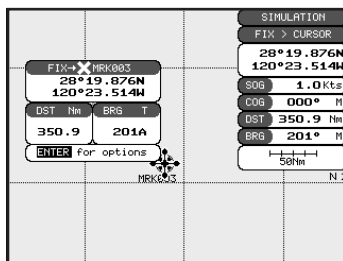 FIX→ MRK003
28°19.876N
120°23.514W
DST Nm BRG T
350.9 201A
ENTER for options
MRK003
SIMULATION
FIX > CURSOR
28°19.876N
120°23.514W
SOG 1.0Kts
COG 000° M
DST 350.9 Nm
BRG 201° M
50Nm